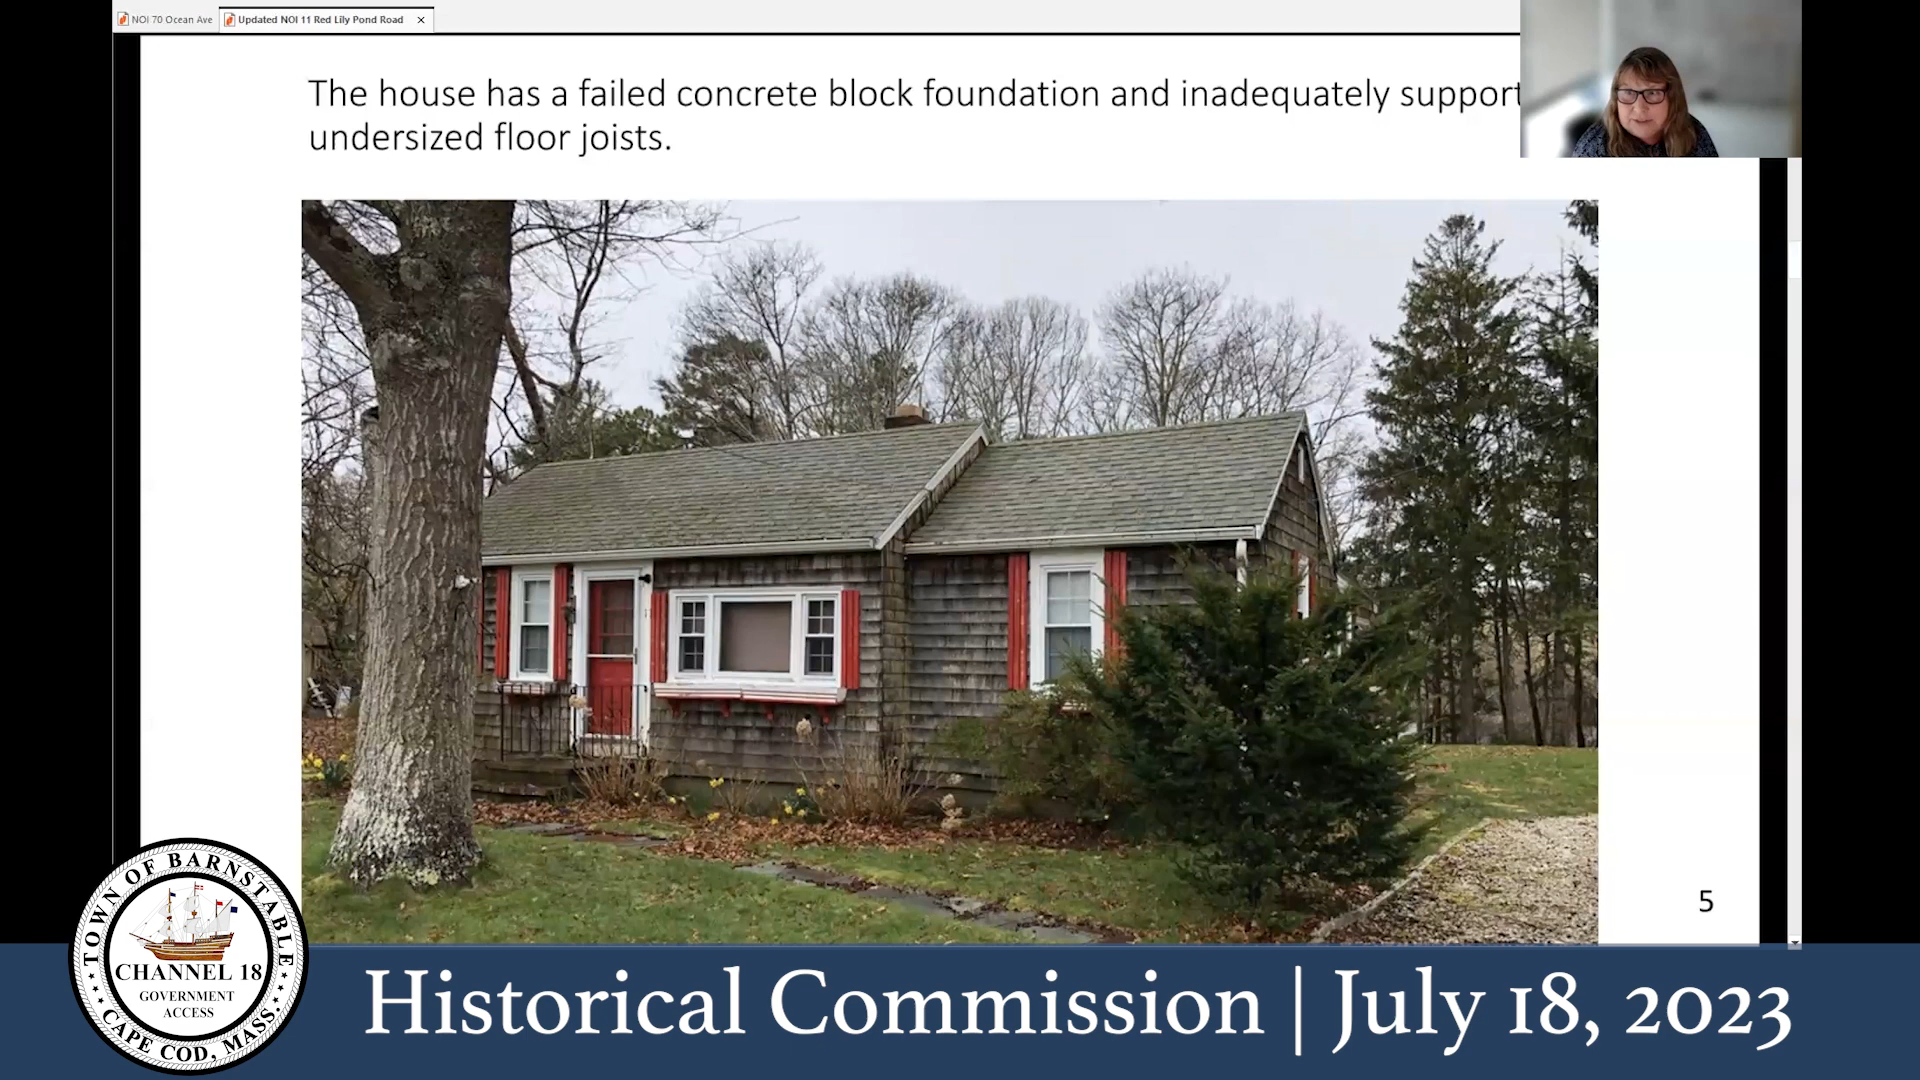 NOI 70 Ocean Ave
Updated NOI 11 Red Lily Pond Road
The house has a failed concrete block foundation and inadequately support
undersized floor joists.
11
5
TOWN OF BARNSTABLE
CHANNEL 18
GOVERNMENT
ACCESS
CAPE COD, MASS.
Historical Commission | July 18, 2023